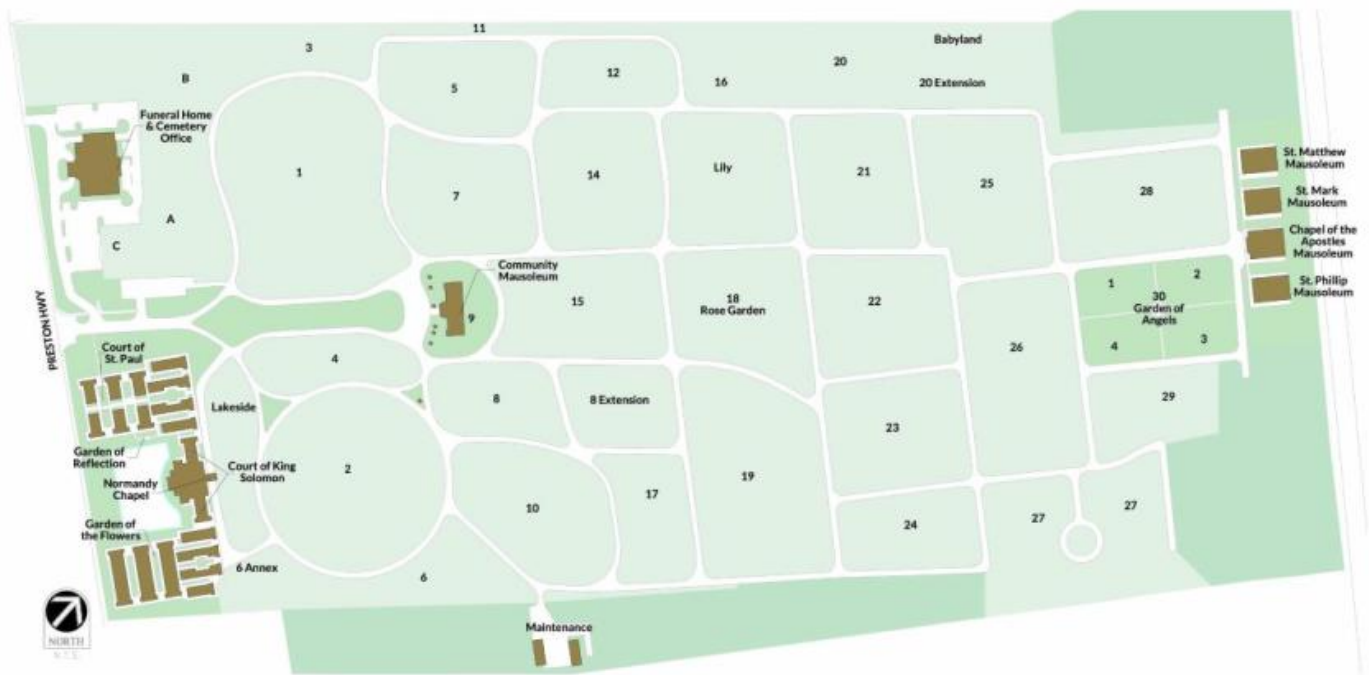 11
3
Babyland
20
B
12
16
20 Extension
5
Funeral Home
& Cemetery
Office
St. Matthew
Mausoleum
1
14
Lily
21
25
28
7
St. Mark
Mausoleum
A
C
Chapel of the
Apostles
Mausoleum
Community
Mausoleum
1
2
St. Phillip
Mausoleum
15
18
Rose Garden
22
30
Garden of
Angels
9
PRESTON HWY
4
3
Court of
St. Paul
4
26
Lakeside
8
8 Extension
29
23
Garden of
Reflection
Court of King
Solomon
2
19
Normandy
Chapel
17
10
27
27
Garden of
the Flowers
24
6 Annex
6
Maintenance
NORTH
N.T.S.